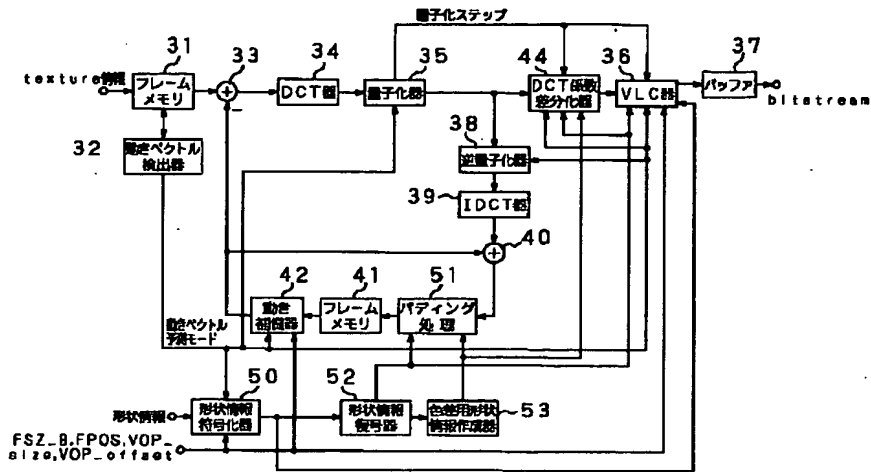 量子化ステップ
31
33
34
35
44
36
37
texture情報
フレーム
メモリ
DCT器
量子化器
DCT係数
差分化器
VLC器
バッファ
bitstream
32
動きベクトル
検出器
38
逆量子化器
39
IDCT器
40
42
41
51
動き
補償器
フレーム
メモリ
パディング
処理
動きベクトル
予測モード
50
52
53
形状情報
形状情報
符号化器
形状情報
復号器
色差用形状
情報作成器
FSZ_B,FPOS,VOP_
size,VOP_offset